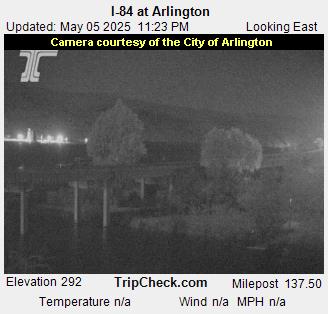 I-84 at Arlington
Updated: May 05 2025 11:23 PM Looking East
Camera courtesy of the City of Arlington
Elevation 292 TripCheck.com Milepost 137.50
Temperature n/a Wind n/a MPH n/a